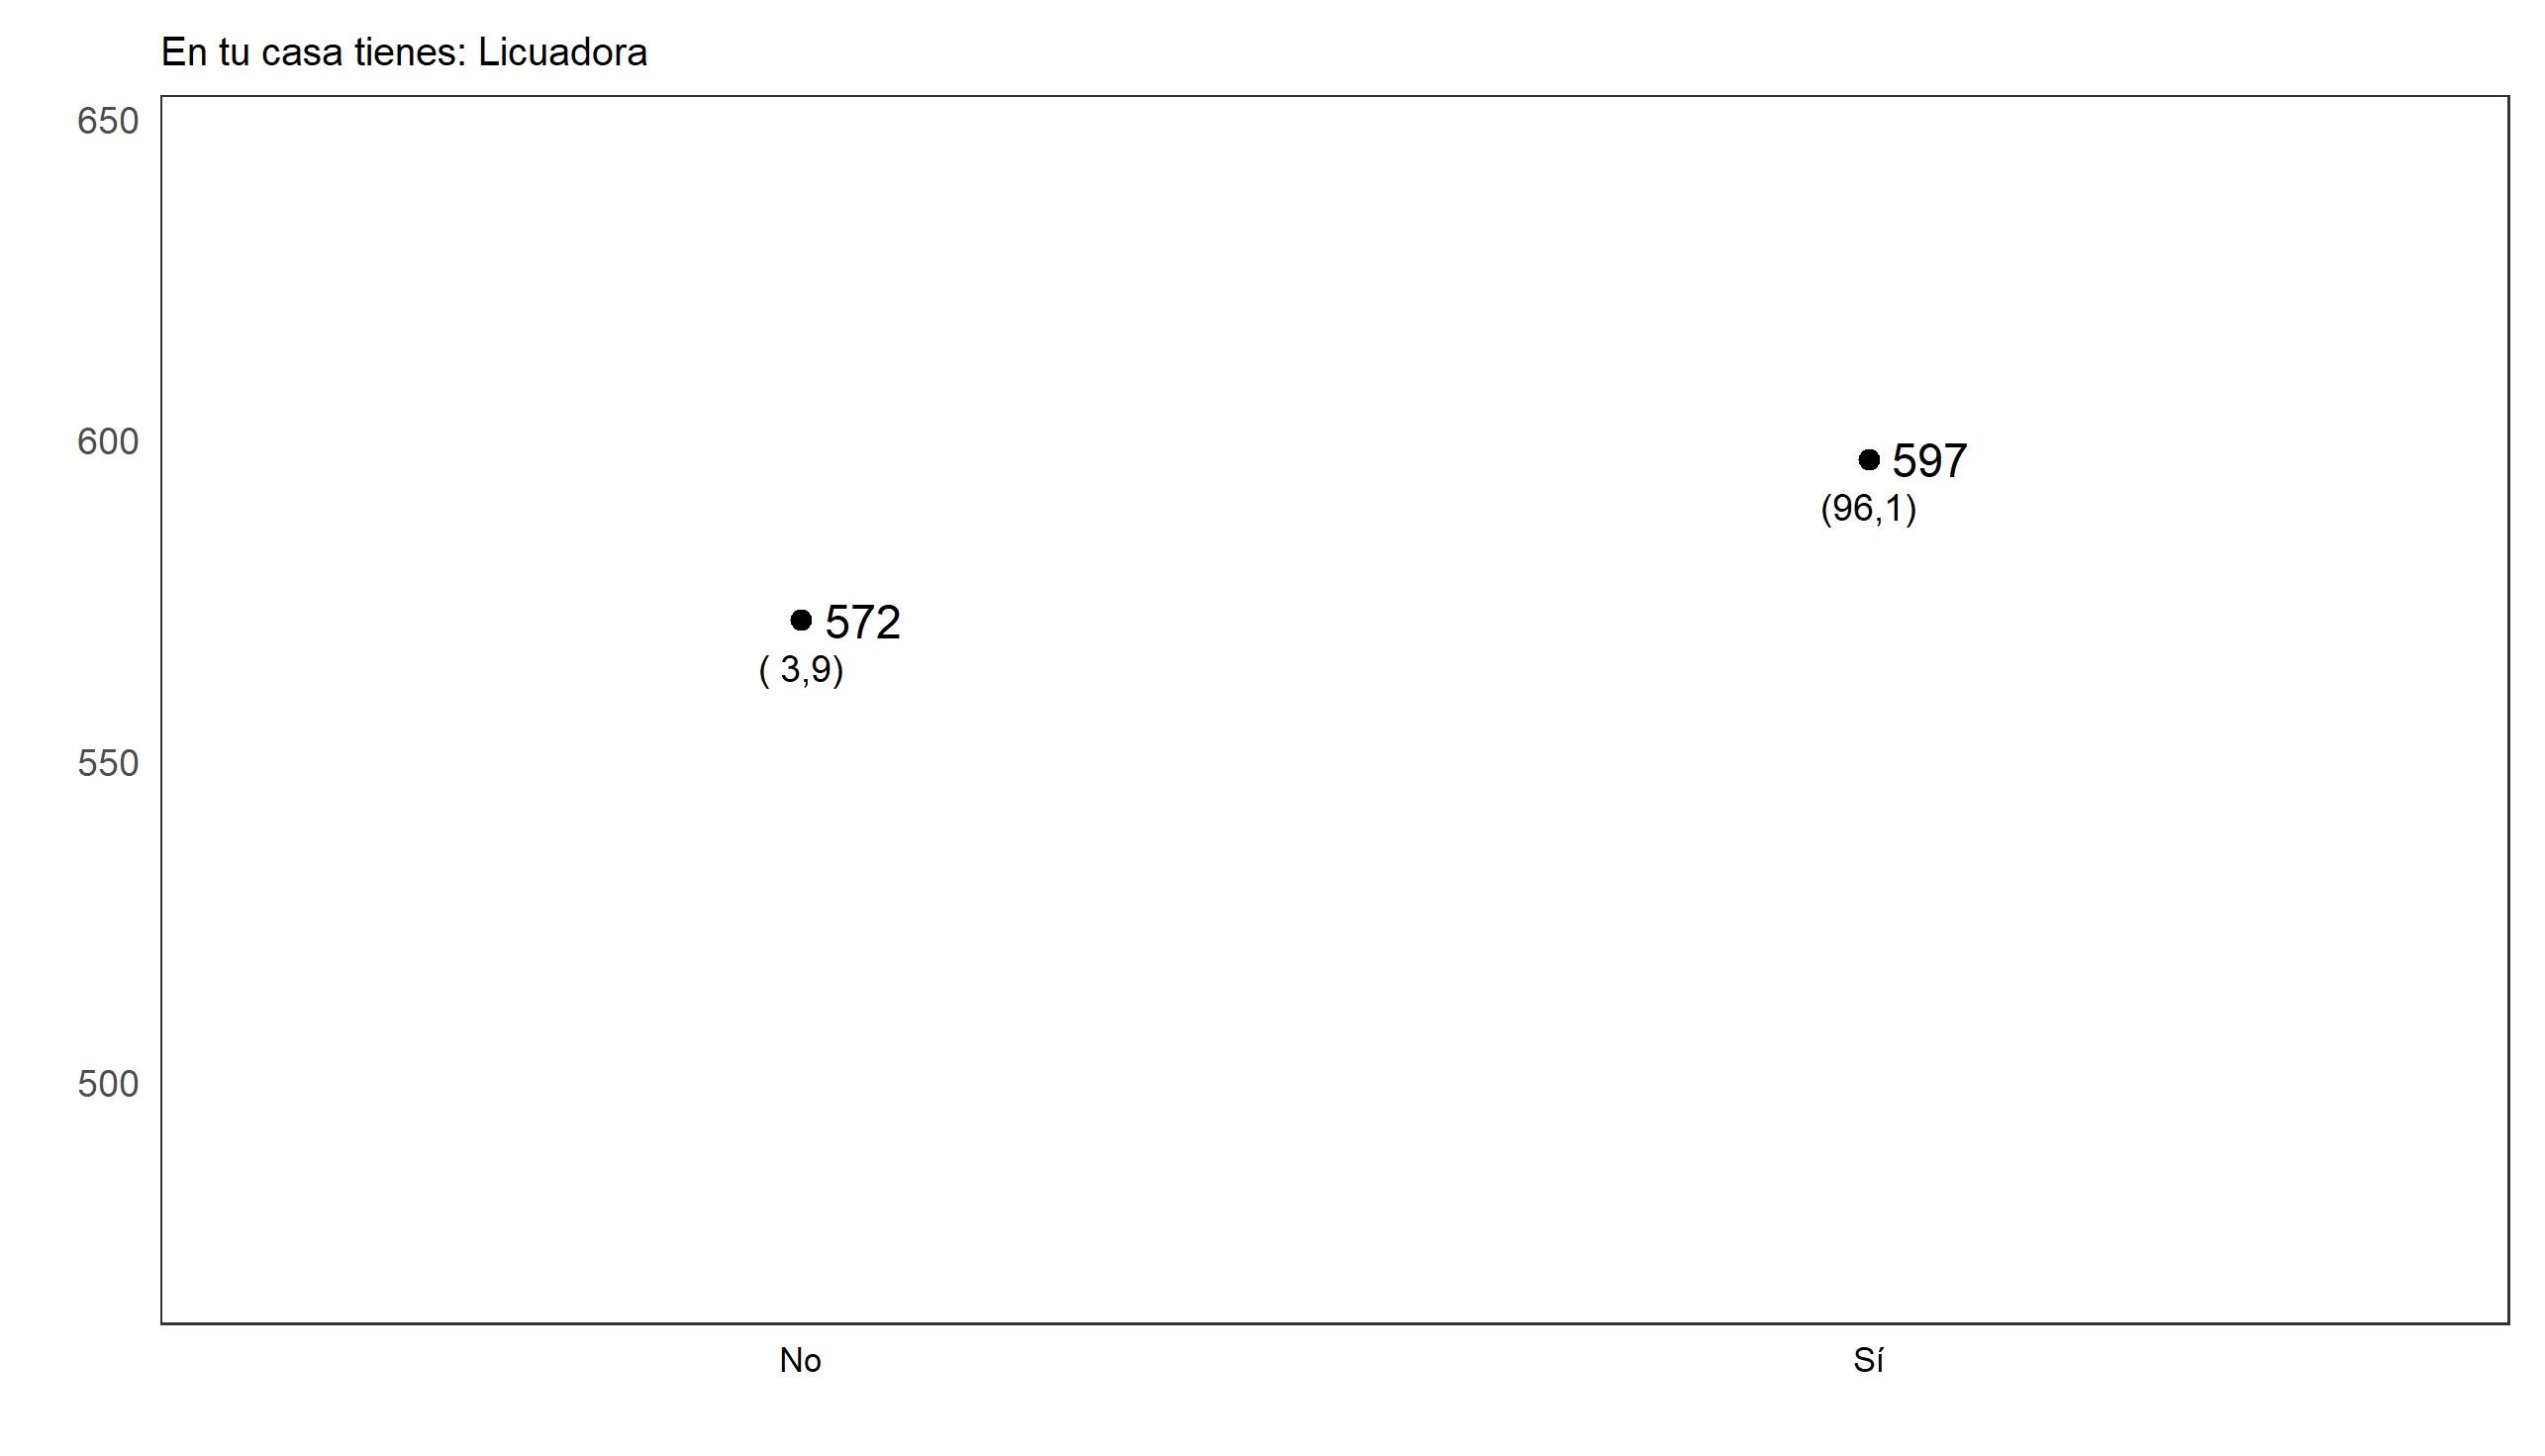 En tu casa tienes: Licuadora
650
600
597
(96,1)
572
( 3,9)
550
500
No
Sí